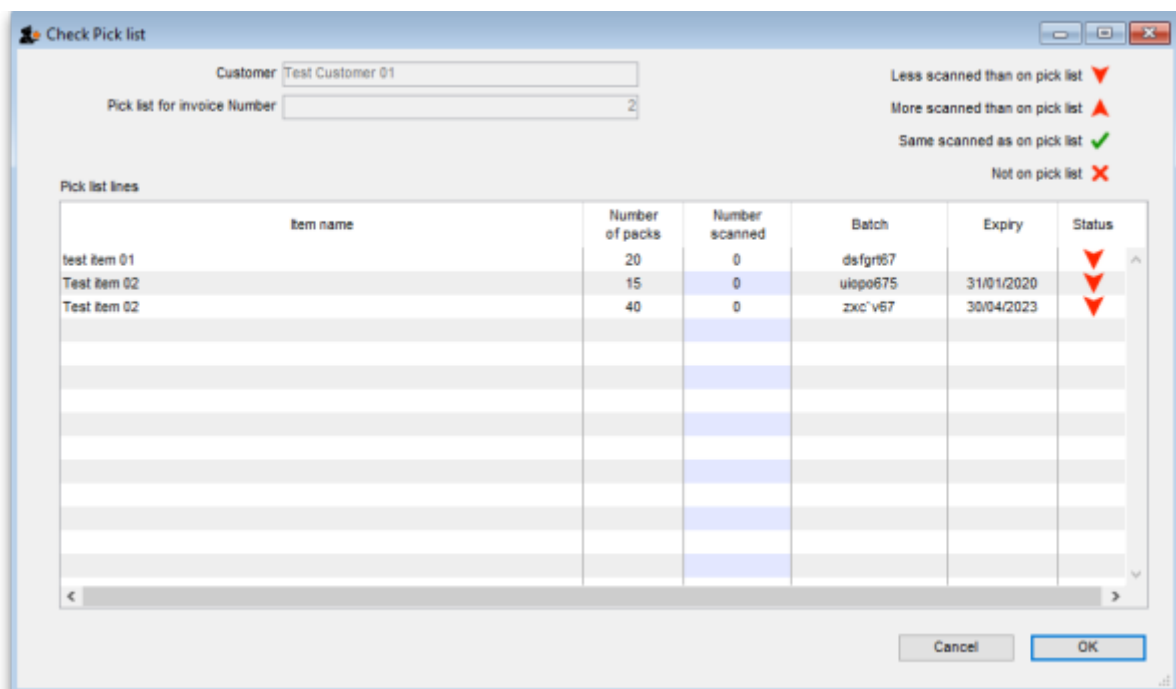 Check Pick list
Customer Test Customer 01
Pick list for invoice Number 2
Less scanned than on pick list
More scanned than on pick list
Same scanned as on pick list
Not on pick list
Pick list lines
Item name Number of packs Number scanned Batch Expiry Status
test item 01 20 0 dsfgrt67
Test item 02 15 0 uiopo675 31/01/2020
Test item 02 40 0 zxc`v67 30/04/2023
Cancel OK